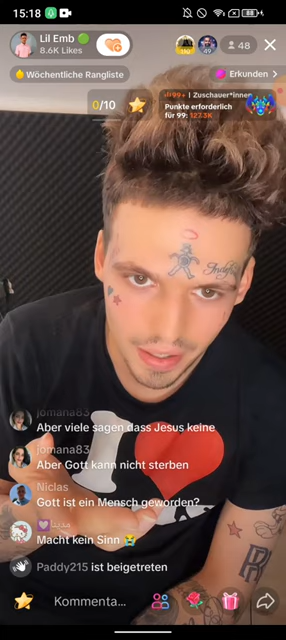 15:18
Lil Emb
8.6K Likes
48
Wöchentliche Rangliste
Erkunden >
0/10
99+ | Zuschauer*innen
Punkte erforderlich
für 99: 127.3K
jomana83
Aber viele sagen dass Jesus keine
jomana83
Aber Gott kann nicht sterben
Niclas
Gott ist ein Mensch geworden?
Macht kein Sinn 😭
Paddy215 ist beigetreten
Kommenta...
I